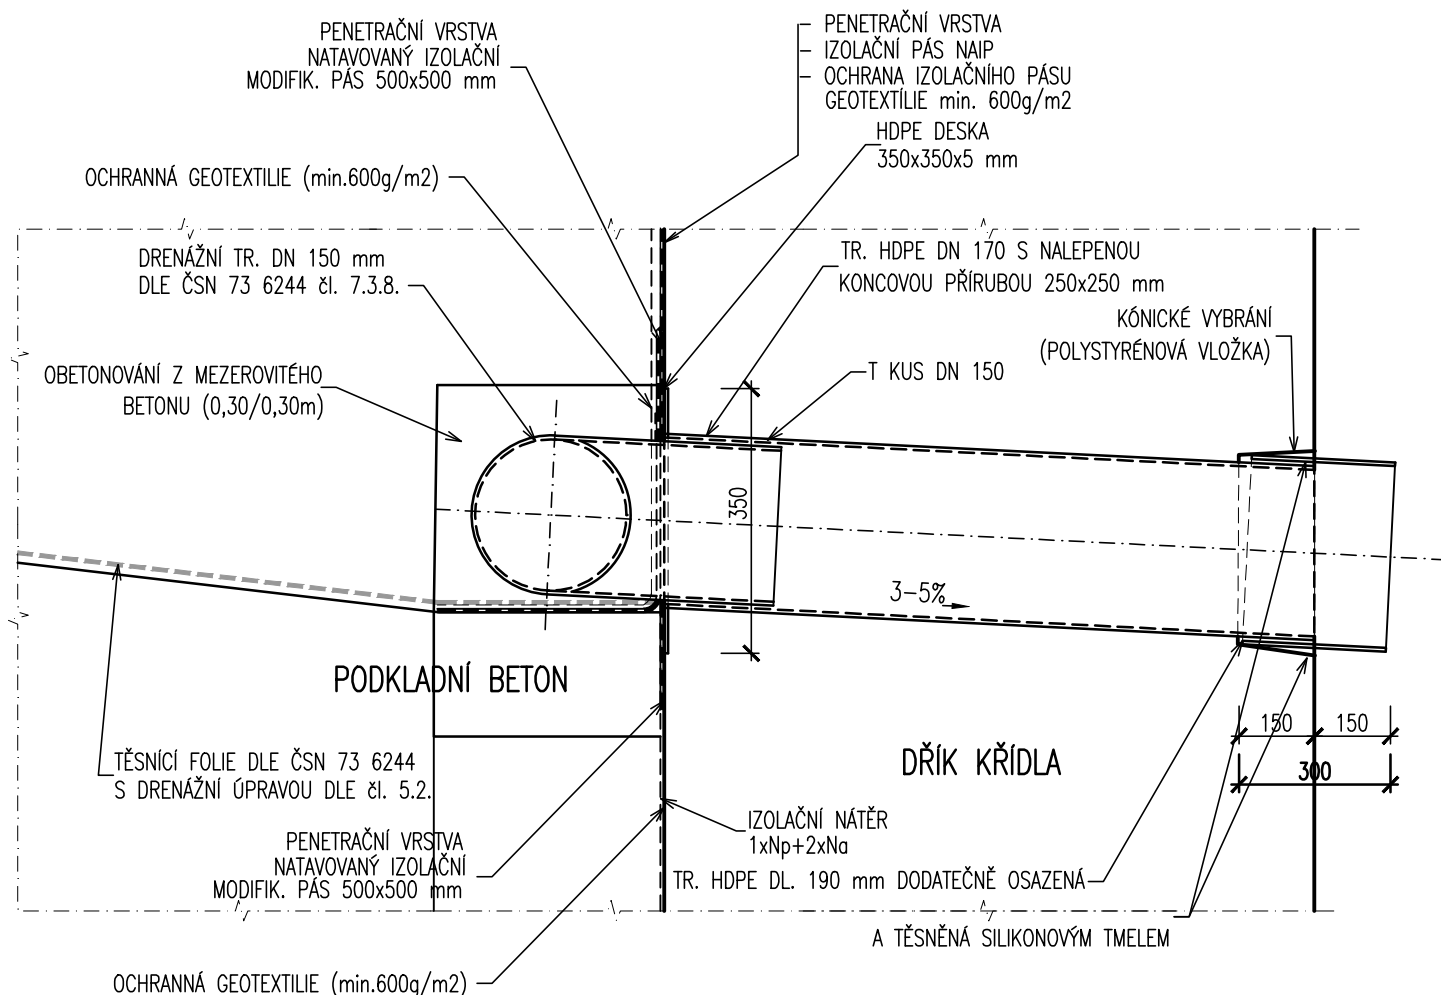 PENETRAČNÍ VRSTVA
NATAVOVANÝ IZOLAČNÍ
MODIFIK. PÁS 500x500 mm
PENETRAČNÍ VRSTVA
IZOLAČNÍ PÁS NAIP
OCHRANA IZOLAČNÍHO PÁSU
GEOTEXTÍLIE min. 600g/m2
HDPE DESKA
350x350x5 mm
OCHRANNÁ GEOTEXTILIE (min.600g/m2)
DRENÁŽNÍ TR. DN 150 mm
DLE ČSN 73 6244 čl. 7.3.8.
TR. HDPE DN 170 S NALEPENOU
KONCOVOU PŘÍRUBOU 250x250 mm
KÓNICKÉ VYBRÁNÍ
(POLYSTYRÉNOVÁ VLOŽKA)
OBETONOVÁNÍ Z MEZEROVITÉHO
BETONU (0,30/0,30m)
T KUS DN 150
350
3-5%
PODKLADNÍ BETON
150
150
300
DŘÍK KŘÍDLA
TĚSNÍCÍ FOLIE DLE ČSN 73 6244
S DRENÁŽNÍ ÚPRAVOU DLE čl. 5.2.
PENETRAČNÍ VRSTVA
NATAVOVANÝ IZOLAČNÍ
MODIFIK. PÁS 500x500 mm
IZOLAČNÍ NÁTĚR
1xNp+2xNa
TR. HDPE DL. 190 mm DODATEČNĚ OSAZENÁ
A TĚSNĚNÁ SILIKONOVÝM TMELEM
OCHRANNÁ GEOTEXTILIE (min.600g/m2)